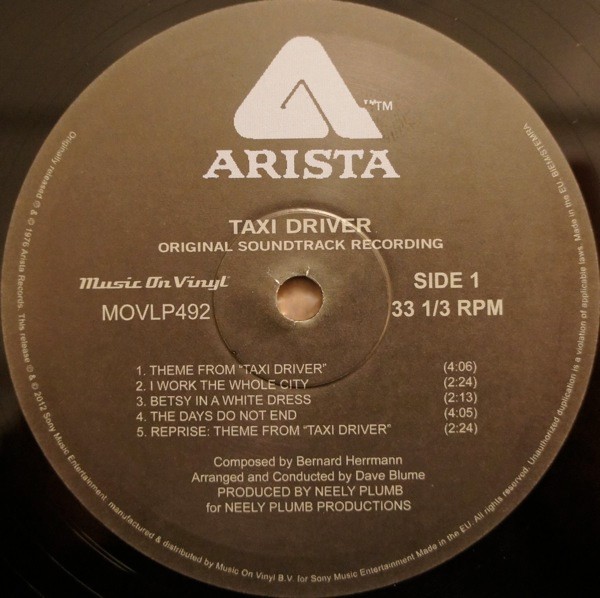 TM
ARISTA
TAXI DRIVER
ORIGINAL SOUNDTRACK RECORDING
Music On Vinyl
SIDE 1
MOVLP492
33 1/3 RPM
1. THEME FROM "TAXI DRIVER" (4:06)
2. I WORK THE WHOLE CITY (2:24)
3. BETSY IN A WHITE DRESS (2:13)
4. THE DAYS DO NOT END (4:05)
5. REPRISE: THEME FROM "TAXI DRIVER" (2:24)
Composed by Bernard Herrmann
Arranged and Conducted by Dave Blume
PRODUCED BY NEELY PLUMB
for NEELY PLUMB PRODUCTIONS
Originally released ℗ & © 1976 Arista Records. This release ℗ & © 2012 Sony Music Entertainment. manufactured & distributed by Music On Vinyl B.V. for Sony Music Entertainment Made in the EU. All rights reserved. Unauthorized duplication is a violation of applicable laws. Made in the EU. BIEM/STEMRA